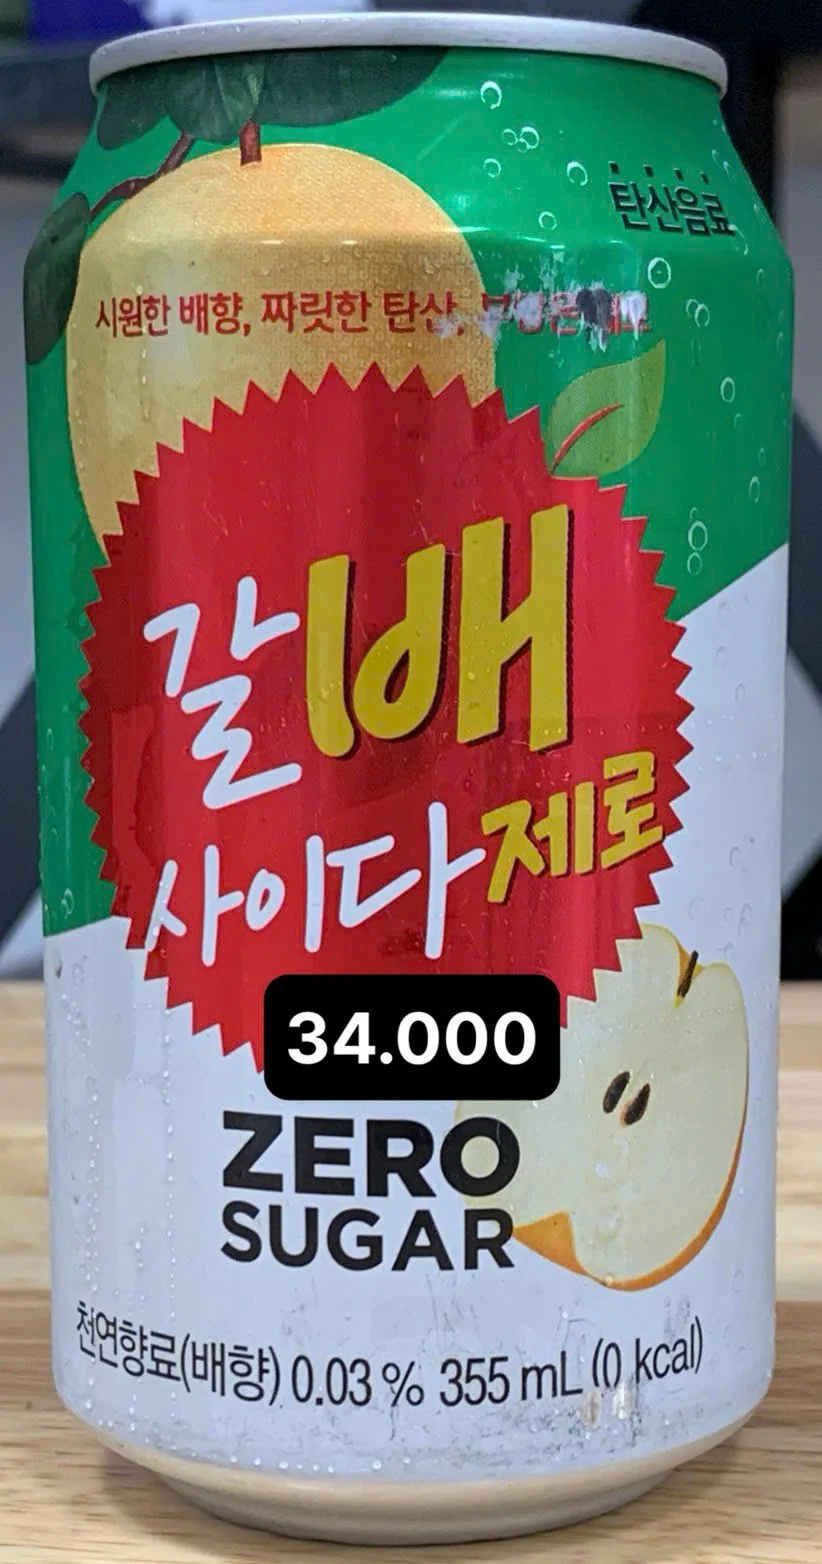 탄산음료
시원한 배향, 짜릿한 탄산,
갈배
사이다제로
34.000
ZERO
SUGAR
천연향료(배향) 0.03 % 355 mL (0 kcal)